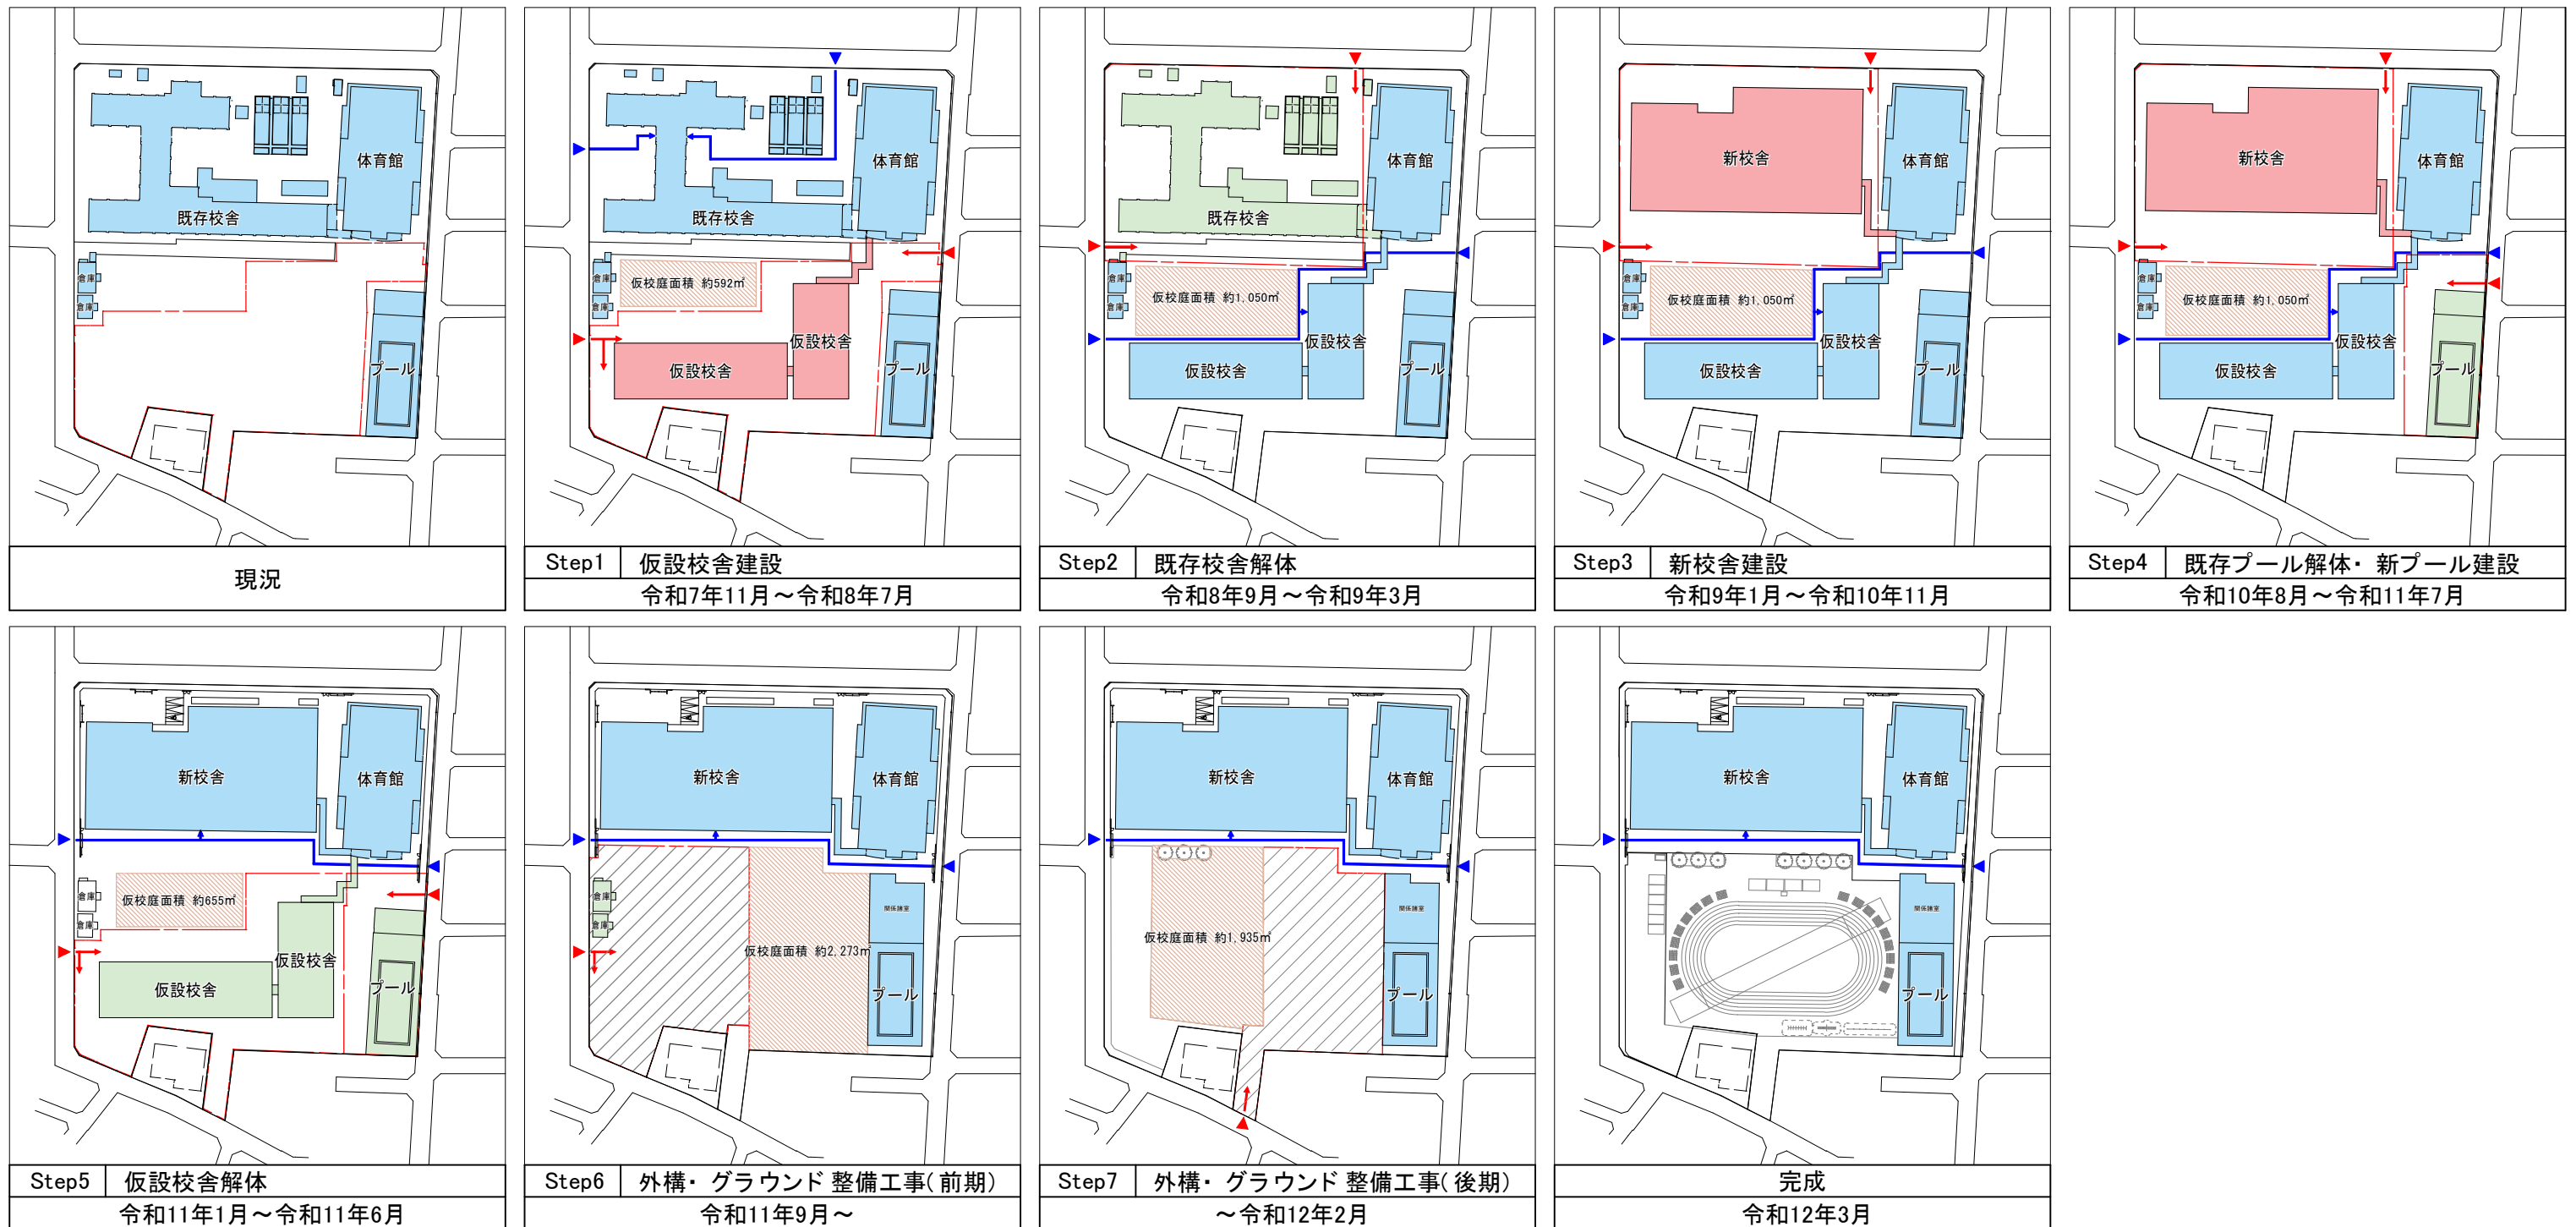 体育館
既存校舎
倉庫
倉庫
プール
現況
体育館
既存校舎
倉庫
倉庫
仮校庭面積 約592㎡
仮設校舎
仮設校舎
プール
Step1 仮設校舎建設
令和7年11月～令和8年7月
体育館
既存校舎
倉庫
倉庫
仮校庭面積 約1,050㎡
仮設校舎
仮設校舎
プール
Step2 既存校舎解体
令和8年9月～令和9年3月
新校舎
体育館
倉庫
倉庫
仮校庭面積 約1,050㎡
仮設校舎
仮設校舎
プール
Step3 新校舎建設
令和9年1月～令和10年11月
新校舎
体育館
倉庫
倉庫
仮校庭面積 約1,050㎡
仮設校舎
仮設校舎
プール
Step4 既存プール解体・新プール建設
令和10年8月～令和11年7月
新校舎
体育館
倉庫
倉庫
仮校庭面積 約655㎡
仮設校舎
仮設校舎
プール
Step5 仮設校舎解体
令和11年1月～令和11年6月
新校舎
体育館
倉庫
倉庫
関係諸室
仮校庭面積 約2,273㎡
プール
Step6 外構・グラウンド整備工事(前期)
令和11年9月～
新校舎
体育館
関係諸室
仮校庭面積 約1,935㎡
プール
Step7 外構・グラウンド整備工事(後期)
～令和12年2月
新校舎
体育館
関係諸室
プール
完成
令和12年3月